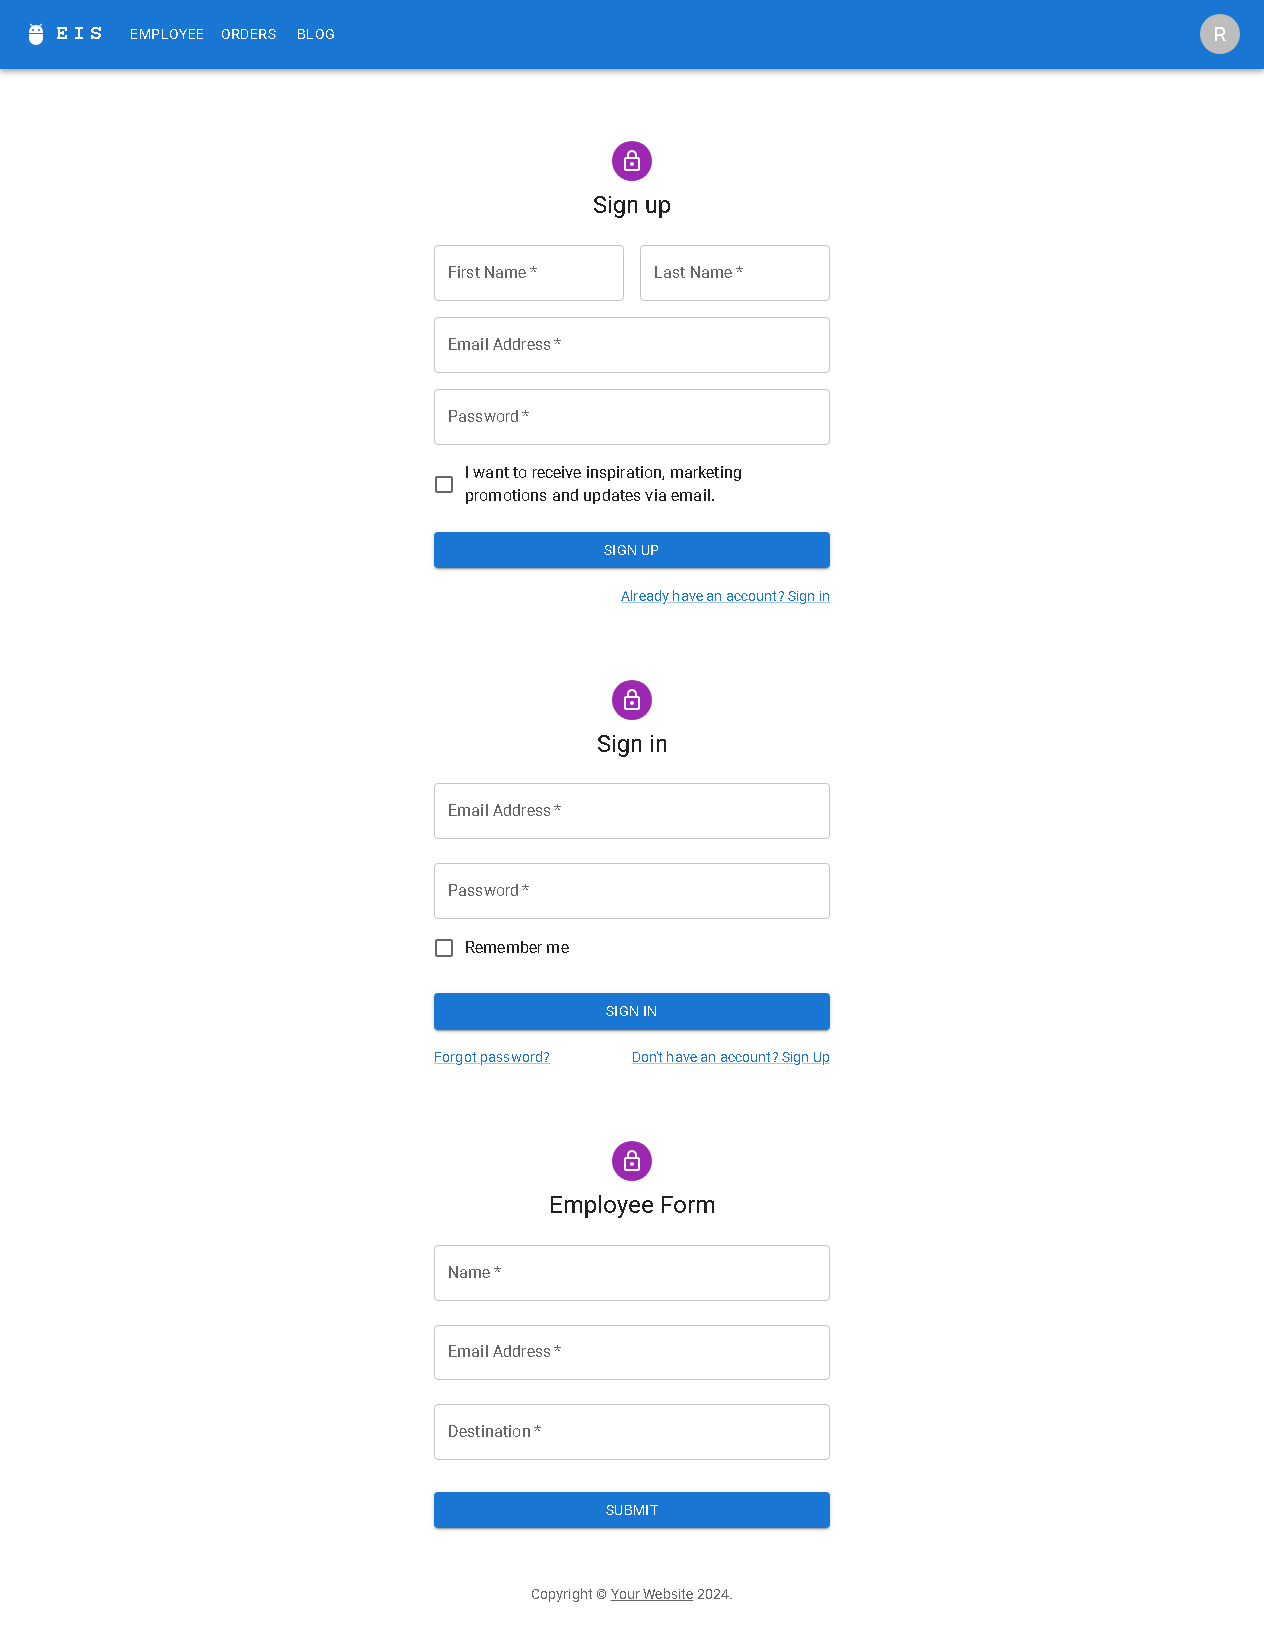 EIS EMPLOYEE ORDERS BLOG R
Sign up
First Name * Last Name *
Email Address *
Password *
I want to receive inspiration, marketing
promotions and updates via email.
SIGN UP
Already have an account? Sign in
Sign in
Email Address *
Password *
Remember me
SIGN IN
Forgot password? Don't have an account? Sign Up
Employee Form
Name *
Email Address *
Destination *
SUBMIT
Copyright © Your Website 2024.